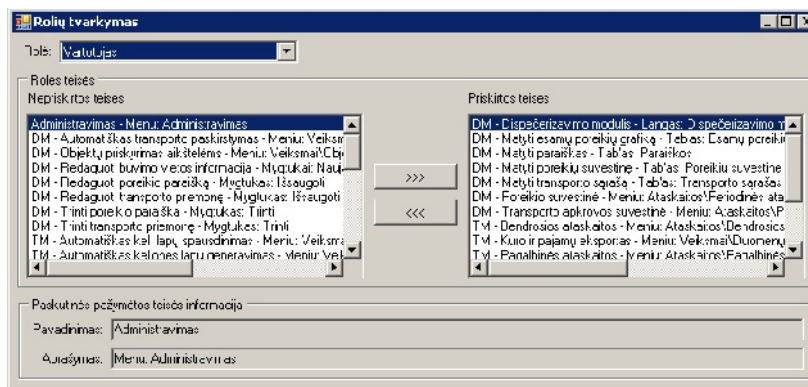 Rolių tvarkymas
Rolė: Vartotojas
Rolės teisės
Nepriskirtos teisės
Administravimas - Meniu: Administravimas
DM - Automatiškas transporto paskirstymas - Meniu: Veiksm
DM - Objektų priskyrimas aikštelėms - Meniu: Veiksmai\Obj
DM - Redaguoti buvimo vietos informaciją - Mygtukai: Nauj
DM - Redaguoti poreikio paraišką - Mygtukas: Išsaugoti
DM - Redaguoti transporto priemonę - Mygtukas: Išsaugoti
DM - Trinti poreikio paraišką - Mygtukas: Trinti
DM - Trinti transporto priemonę - Mygtukas: Trinti
TM - Automatiškas kel. lapų spausdinimas - Meniu: Veiksma
TM - Automatiškas kelionės lapų generavimas - Meniu: Veik
>>>
<<<
Priskirtos teisės
DM - Dispečerizavimo modulis - Langas: Dispečerizavimo m
DM - Matyti esamų poreikių grafiką - Tab'as: Esamų poreikių
DM - Matyti paraiškas - Tab'as: Paraiškos
DM - Matyti poreikių suvestinę - Tab'as: Poreikių suvestinė
DM - Matyti transporto sąrašą - Tab'as: Transporto sąrašas
DM - Poreikio suvestinė - Meniu: Ataskaitos\Periodinės ata
DM - Transporto apkrovos suvestinė - Meniu: Ataskaitos\P
TM - Bendrosios ataskaitos - Meniu: Ataskaitos\Bendrosios
TM - Kuro ir pajamų eksportas - Meniu: Veiksmai\Duomenų
TM - Pagalbinės ataskaitos - Meniu: Ataskaitos\Pagalbinės
Paskutinės pažymėtos teisės informacija
Pavadinimas: Administravimas
Aprašymas: Meniu: Administravimas